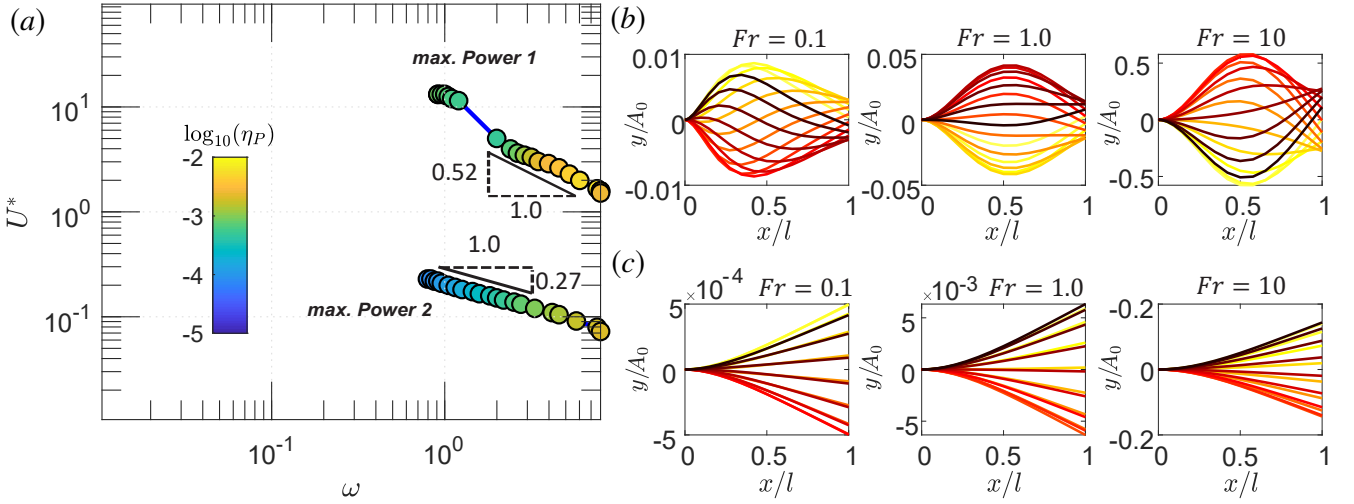 (a)
max. Power 1
10^1
10^0
10^-1
U*
log10(ηP)
-2
-3
-4
-5
0.52
1.0
1.0
0.27
max. Power 2
10^-1
10^0
ω
(b)
Fr = 0.1
Fr = 1.0
Fr = 10
0.01
0
-0.01
y/A0
0 0.5 1
x/l
0.05
0
-0.05
y/A0
0 0.5 1
x/l
0.5
0
-0.5
y/A0
0 0.5 1
x/l
(c)
×10^-4
Fr = 0.1
×10^-3
Fr = 1.0
Fr = 10
5
0
-5
y/A0
0 0.5 1
x/l
5
0
-5
y/A0
0 0.5 1
x/l
-0.2
0
-0.2
y/A0
0 0.5 1
x/l